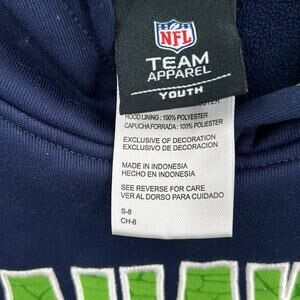 NFL
TEAM
APPAREL
YOUTH
HOOD LINING : 100% POLYESTER
CAPUCHA FORRADA : 100% POLIESTER
EXCLUSIVE OF DECORATION
EXCLUSIVO DE DECORACION
MADE IN INDONESIA
HECHO EN INDONESIA
SEE REVERSE FOR CARE
VER AL DORSO PARA CUIDADO
S-8
CH-8